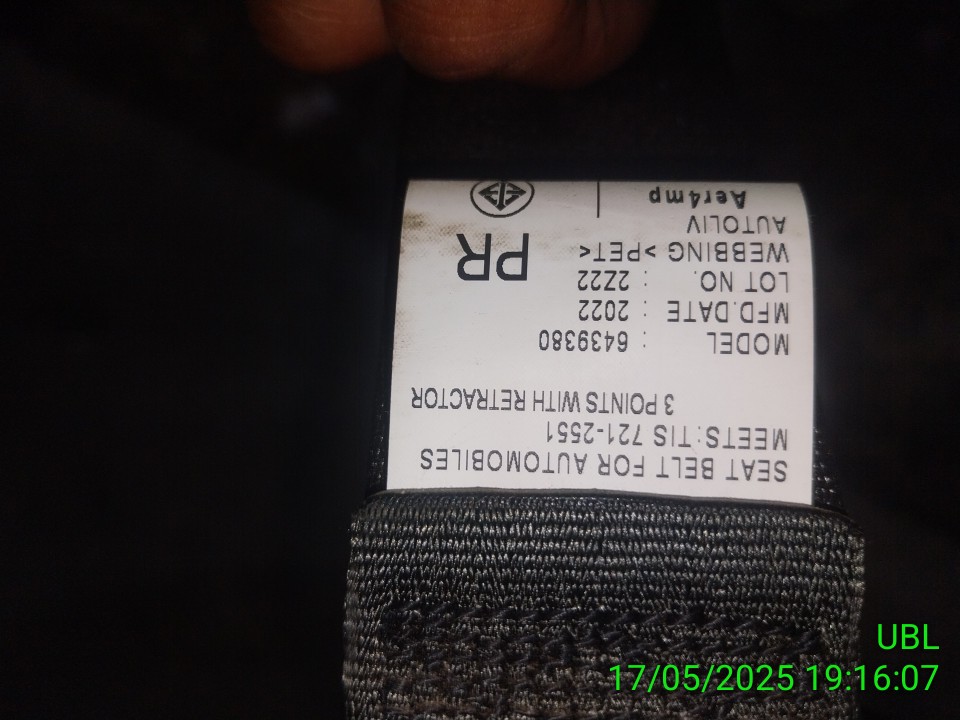 SEAT BELT FOR AUTOMOBILES
MEETS:TIS 721-2551
3 POINTS WITH RETRACTOR
MODEL : 6439380
MFD.DATE : 2022
LOT NO. : 2Z22
WEBBING >PET<
AUTOLIV
PR
Aer4mp
UBL
17/05/2025 19:16:07